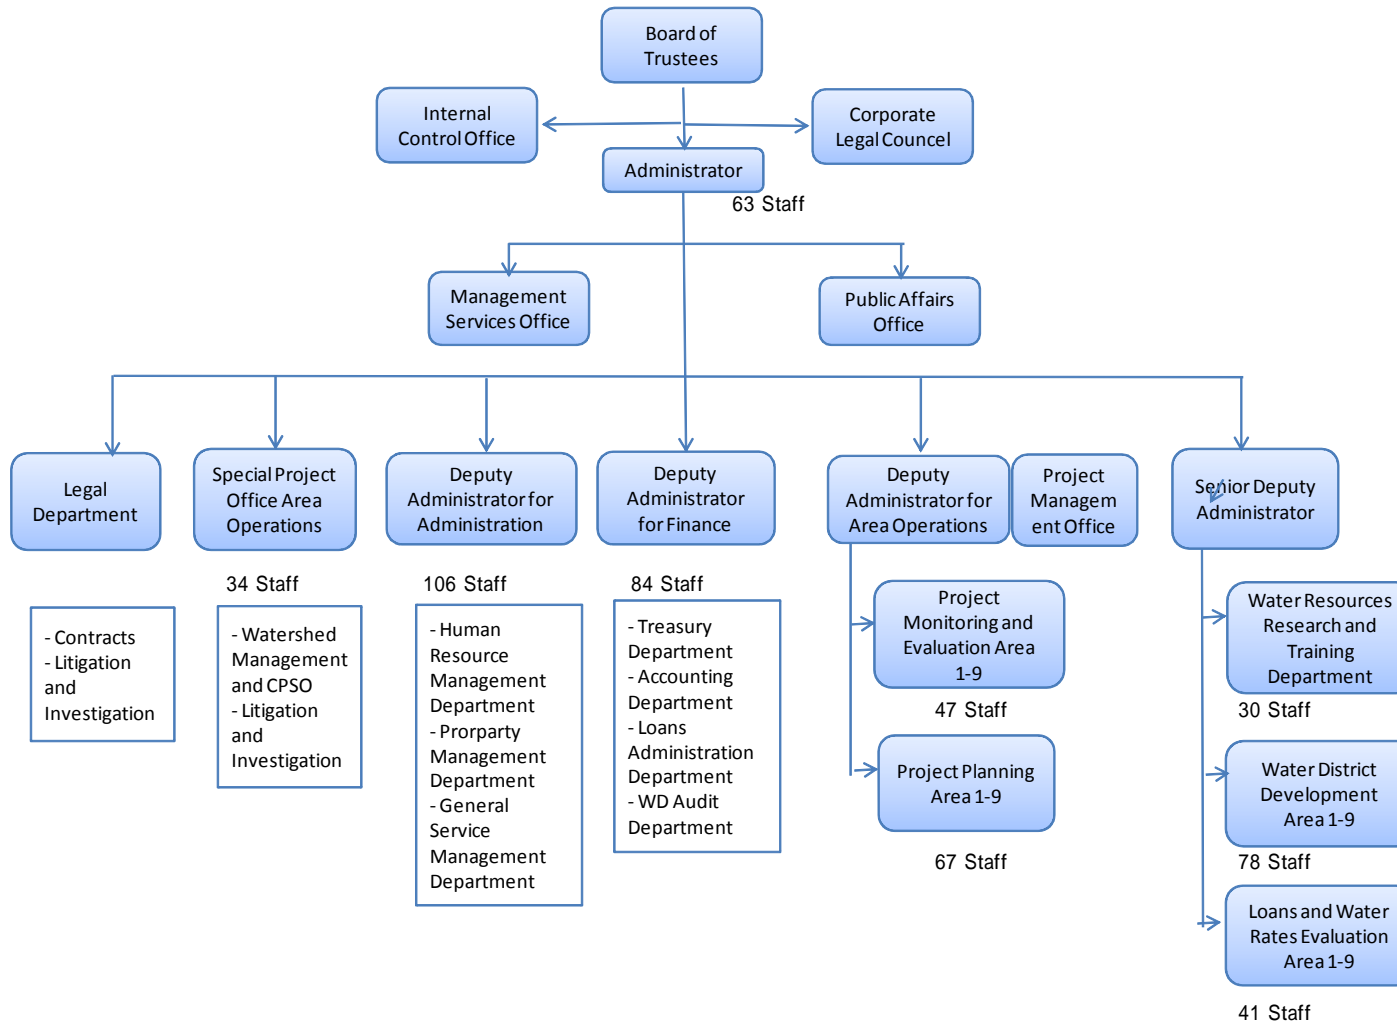 Board of
Trustees
Internal
Control Office
Corporate
Legal Councel
Administrator
63 Staff
Management
Services Office
Public Affairs
Office
Legal
Department
Special Project
Office Area
Operations
Deputy
Administrator for
Administration
Deputy
Administrator
for Finance
Deputy
Administrator for
Area Operations
Project
Managem
ent Office
Senior Deputy
Administrator
34 Staff
106 Staff
84 Staff
- Contracts
- Litigation
and
Investigation
- Watershed
Management
and CPSO
- Litigation
and
Investigation
- Human
Resource
Management
Department
- Prorparty
Management
Department
- General
Service
Management
Department
- Treasury
Department
- Accounting
Department
- Loans
Administration
Department
- WD Audit
Department
Project
Monitoring and
Evaluation Area
1-9
47 Staff
Project Planning
Area 1-9
67 Staff
Water Resources
Research and
Training
Department
30 Staff
Water District
Development
Area 1-9
78 Staff
Loans and Water
Rates Evaluation
Area 1-9
41 Staff